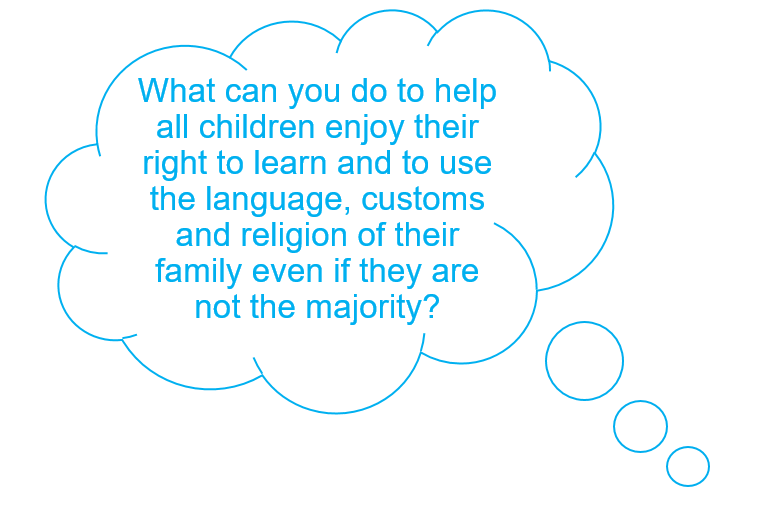 What can you do to help
all children enjoy their
right to learn and to use
the language, customs
and religion of their
family even if they are
not the majority?